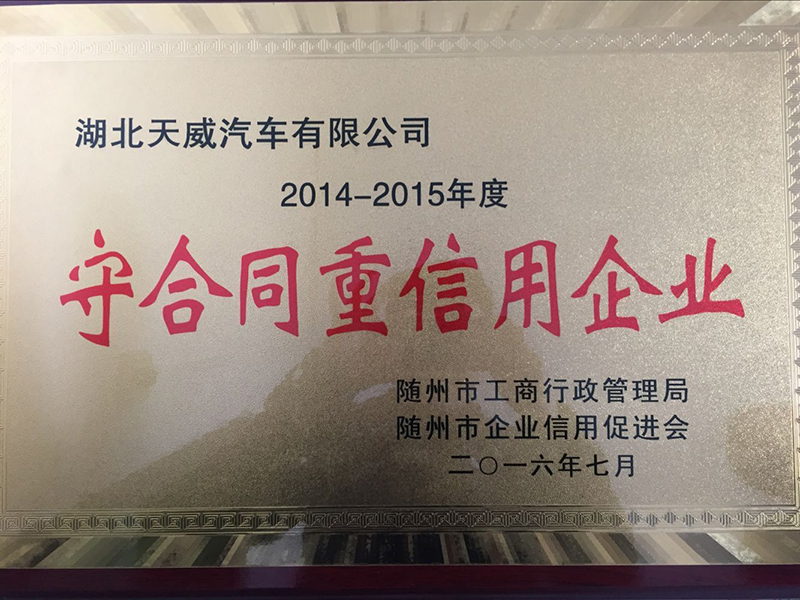 湖北天威汽车有限公司
2014-2015年度
守合同重信用企业
随州市工商行政管理局
随州市企业信用促进会
二〇一六年七月